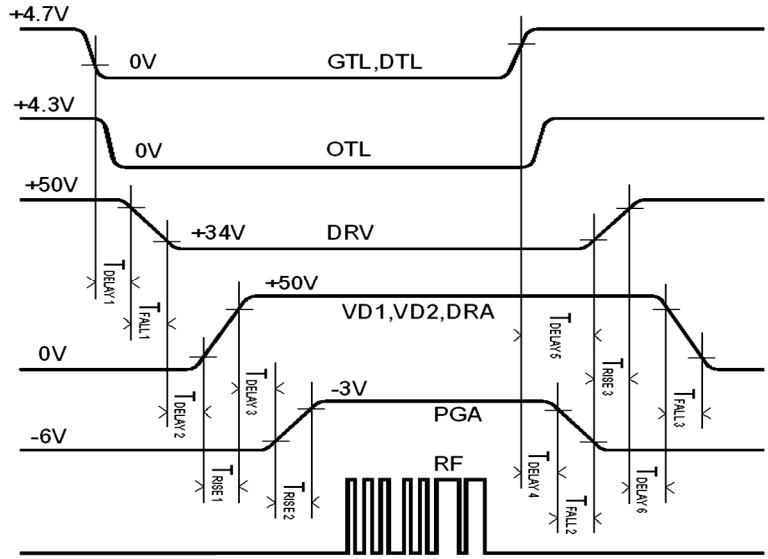 +4.7V
0V
GTL,DTL
+4.3V
0V
OTL
+50V
+34V
DRV
TDELAY1
TFALL1
+50V
VD1,VD2,DRA
0V
TDELAY2
TDELAY3
TDELAY5
TRISE3
TFALL3
-3V
PGA
-6V
RF
TRISE1
TRISE2
TDELAY4
TFALL2
TDELAY6